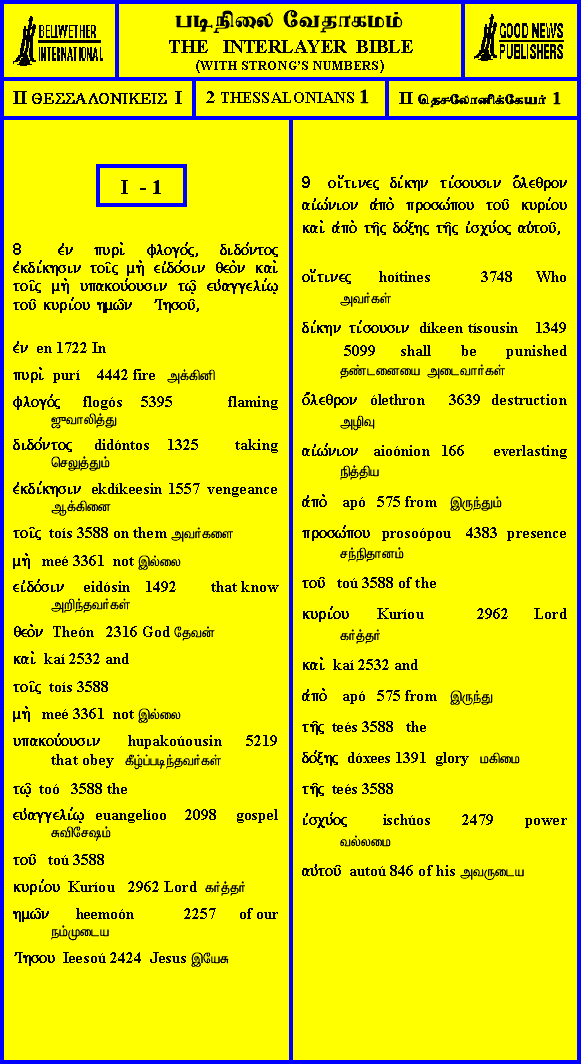 BELLWETHER
INTERNATIONAL
படிநிலை வேதாகமம்
THE INTERLAYER BIBLE
(WITH STRONG'S NUMBERS)
GOOD NEWS
PUBLISHERS
II ΘΕΣΣΑΛΟΝΙΚΕΙΣ I
2 THESSALONIANS 1
II தெசலோனிக்கேயர் 1
I - 1
8 ἐν πυρὶ φλογός, διδόντος
ἐκδίκησιν τοῖς μὴ εἰδόσιν θεὸν καὶ
τοῖς μὴ υπακούουσιν τῷ εὐαγγελίῳ
τοῦ κυρίου ημῶν Ἰησοῦ,
ἐν en 1722 In
πυρὶ purí 4442 fire அக்கினி
φλογός flogós 5395 flaming
ஜுவாலித்து
διδόντος didóntos 1325 taking
செலுத்தும்
ἐκδίκησιν ekdíkeesin 1557 vengeance
ஆக்கினை
τοῖς toís 3588 on them அவர்களை
μὴ meé 3361 not இல்லை
εἰδόσιν eidósin 1492 that know
அறிந்தவர்கள்
θεὸν Theón 2316 God தேவன்
καὶ kaí 2532 and
τοῖς toís 3588
μὴ meé 3361 not இல்லை
υπακούουσιν hupakoúousin 5219
that obey கீழ்ப்படிந்தவர்கள்
τῷ toó 3588 the
εὐαγγελίῳ euangelíoo 2098 gospel
சுவிசேஷம்
τοῦ toú 3588
κυρίου Kuríou 2962 Lord கர்த்தர்
ημῶν heemoón 2257 of our
நம்முடைய
Ἰησου Ieesoú 2424 Jesus இயேசு
9 οἵτινες δίκην τίσουσιν ὄλεθρον
αἰώνιον ἀπὸ προσώπου τοῦ κυρίου
καὶ ἀπὸ τῆς δόξης τῆς ἰσχύος αὐτοῦ,
οἵτινες hoítines 3748 Who
அவர்கள்
δίκην τίσουσιν díkeen tísousin 1349
5099 shall be punished
தண்டனையை அடைவார்கள்
ὄλεθρον ólethron 3639 destruction
அழிவு
αἰώνιον aioónion 166 everlasting
நித்திய
ἀπὸ apó 575 from இருந்தும்
προσώπου prosoópou 4383 presence
சந்நிதானம்
τοῦ toú 3588 of the
κυρίου Kuríou 2962 Lord
கர்த்தர்
καὶ kaí 2532 and
ἀπὸ apó 575 from இருந்து
τῆς teés 3588 the
δόξης dóxees 1391 glory மகிமை
τῆς teés 3588
ἰσχύος ischúos 2479 power
வல்லமை
αὐτοῦ autoú 846 of his அவருடைய